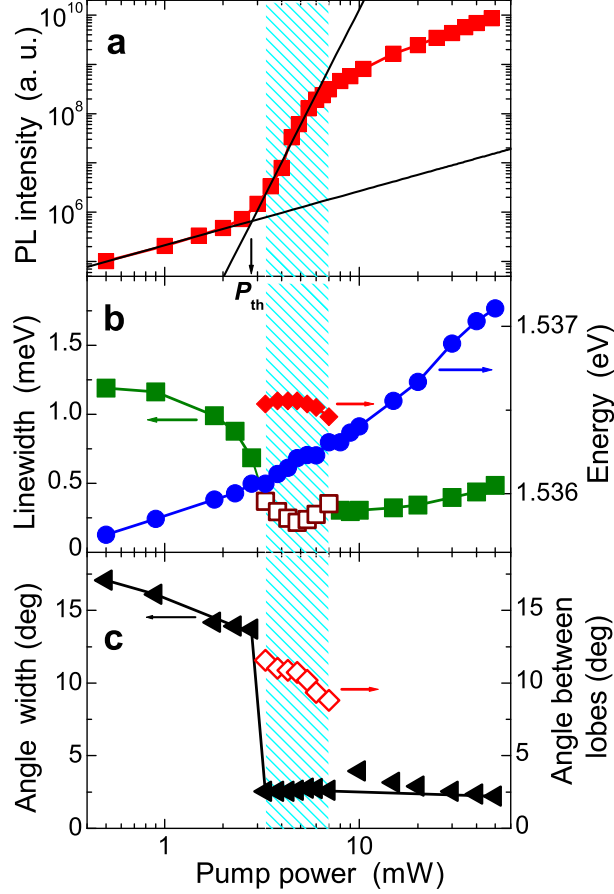 a
PL intensity (a. u.)
10^10
10^8
10^6
P_th
b
Linewidth (meV)
1.5
1.0
0.5
0
1.537
1.536
Energy (eV)
c
Angle width (deg)
15
10
5
0
15
10
5
0
Angle between
lobes (deg)
1
10
Pump power (mW)